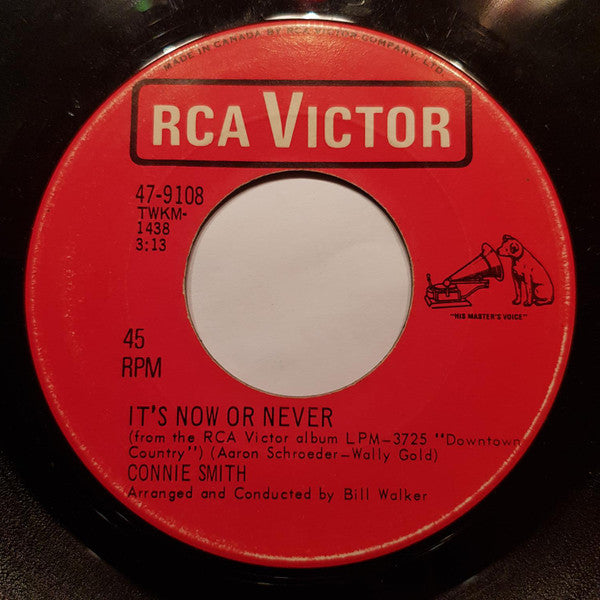 MADE IN CANADA BY RCA VICTOR COMPANY, LTD.
RCA VICTOR
47-9108
TWKM-
1438
3:13
"HIS MASTER'S VOICE"
45
RPM
IT'S NOW OR NEVER
(from the RCA Victor album LPM-3725 "Downtown
Country") (Aaron Schroeder-Wally Gold)
CONNIE SMITH
Arranged and Conducted by Bill Walker